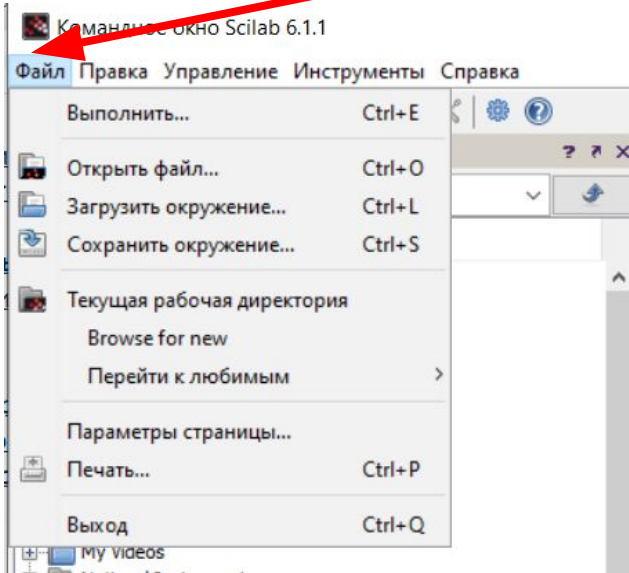 Командное окно Scilab 6.1.1
Файл Правка Управление Инструменты Справка
Выполнить... Ctrl+E
Открыть файл... Ctrl+O
Загрузить окружение... Ctrl+L
Сохранить окружение... Ctrl+S
Текущая рабочая директория
Browse for new
Перейти к любимым
Параметры страницы...
Печать... Ctrl+P
Выход Ctrl+Q
My Videos